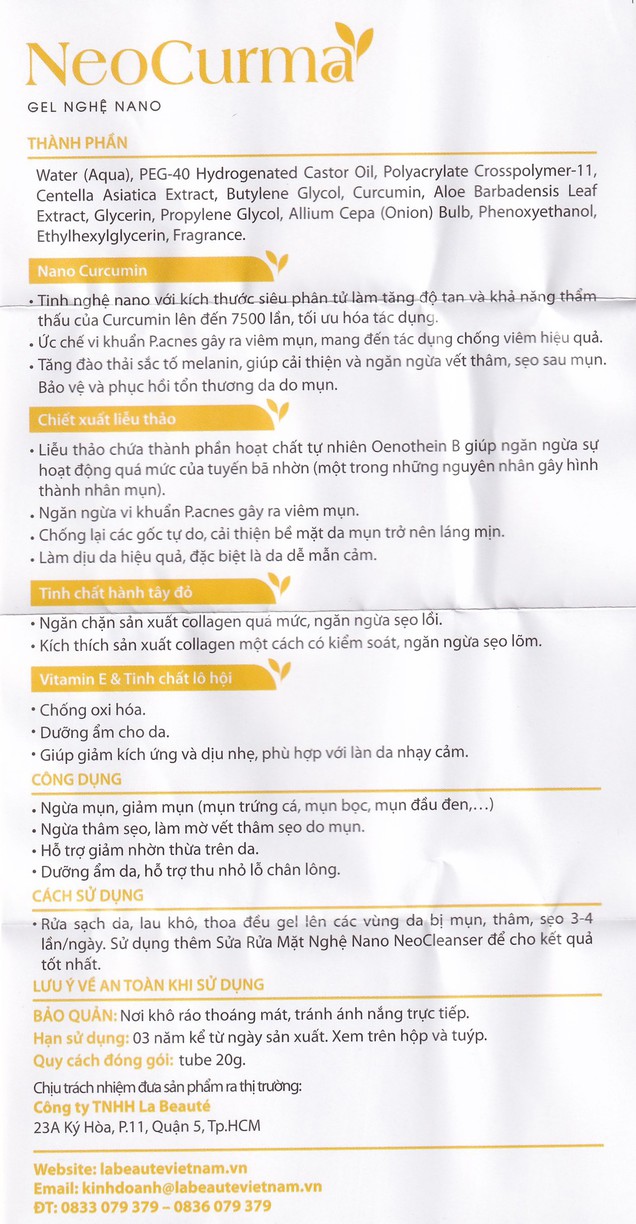 NeoCurma
GEL NGHỆ NANO
THÀNH PHẦN
Water (Aqua), PEG-40 Hydrogenated Castor Oil, Polyacrylate Crosspolymer-11,
Centella Asiatica Extract, Butylene Glycol, Curcumin, Aloe Barbadensis Leaf
Extract, Glycerin, Propylene Glycol, Allium Cepa (Onion) Bulb, Phenoxyethanol,
Ethylhexylglycerin, Fragrance.
Nano Curcumin
• Tinh nghệ nano với kích thước siêu phân tử làm tăng độ tan và khả năng thẩm
thấu của Curcumin lên đến 7500 lần, tối ưu hóa tác dụng.
• Ức chế vi khuẩn P.acnes gây ra viêm mụn, mang đến tác dụng chống viêm hiệu quả.
• Tăng đào thải sắc tố melanin, giúp cải thiện và ngăn ngừa vết thâm, sẹo sau mụn.
Bảo vệ và phục hồi tổn thương da do mụn.
Chiết xuất liễu thảo
• Liễu thảo chứa thành phần hoạt chất tự nhiên Oenothein B giúp ngăn ngừa sự
hoạt động quá mức của tuyến bã nhờn (một trong những nguyên nhân gây hình
thành nhân mụn).
• Ngăn ngừa vi khuẩn P.acnes gây ra viêm mụn.
• Chống lại các gốc tự do, cải thiện bề mặt da mụn trở nên láng mịn.
• Làm dịu da hiệu quả, đặc biệt là da dễ mẫn cảm.
Tinh chất hành tây đỏ
• Ngăn chặn sản xuất collagen quá mức, ngăn ngừa sẹo lồi.
• Kích thích sản xuất collagen một cách có kiểm soát, ngăn ngừa sẹo lõm.
Vitamin E & Tinh chất lô hội
• Chống oxi hóa.
• Dưỡng ẩm cho da.
• Giúp giảm kích ứng và dịu nhẹ, phù hợp với làn da nhạy cảm.
CÔNG DỤNG
• Ngừa mụn, giảm mụn (mụn trứng cá, mụn bọc, mụn đầu đen,...)
• Ngừa thâm sẹo, làm mờ vết thâm sẹo do mụn.
• Hỗ trợ giảm nhờn thừa trên da.
• Dưỡng ẩm da, hỗ trợ thu nhỏ lỗ chân lông.
CÁCH SỬ DỤNG
• Rửa sạch da, lau khô, thoa đều gel lên các vùng da bị mụn, thâm, sẹo 3-4
lần/ngày. Sử dụng thêm Sửa Rửa Mặt Nghệ Nano NeoCleanser để cho kết quả
tốt nhất.
LƯU Ý VỀ AN TOÀN KHI SỬ DỤNG
BẢO QUẢN: Nơi khô ráo thoáng mát, tránh ánh nắng trực tiếp.
Hạn sử dụng: 03 năm kể từ ngày sản xuất. Xem trên hộp và tuýp.
Quy cách đóng gói: tube 20g.
Chịu trách nhiệm đưa sản phẩm ra thị trường:
Công ty TNHH La Beauté
23A Ký Hòa, P.11, Quận 5, Tp.HCM
Website: labeautevietnam.vn
Email: kinhdoanh@labeautevietnam.vn
ĐT: 0833 079 379 – 0836 079 379